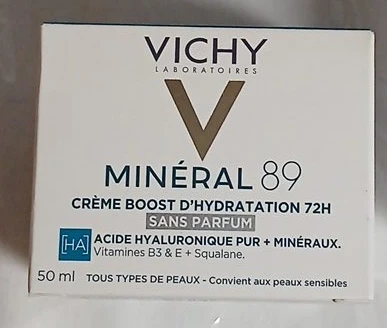 VICHY
LABORATOIRES
MINÉRAL 89
CRÈME BOOST D'HYDRATATION 72H
SANS PARFUM
[HA] ACIDE HYALURONIQUE PUR + MINÉRAUX.
Vitamines B3 & E + Squalane.
50 ml TOUS TYPES DE PEAUX - Convient aux peaux sensibles